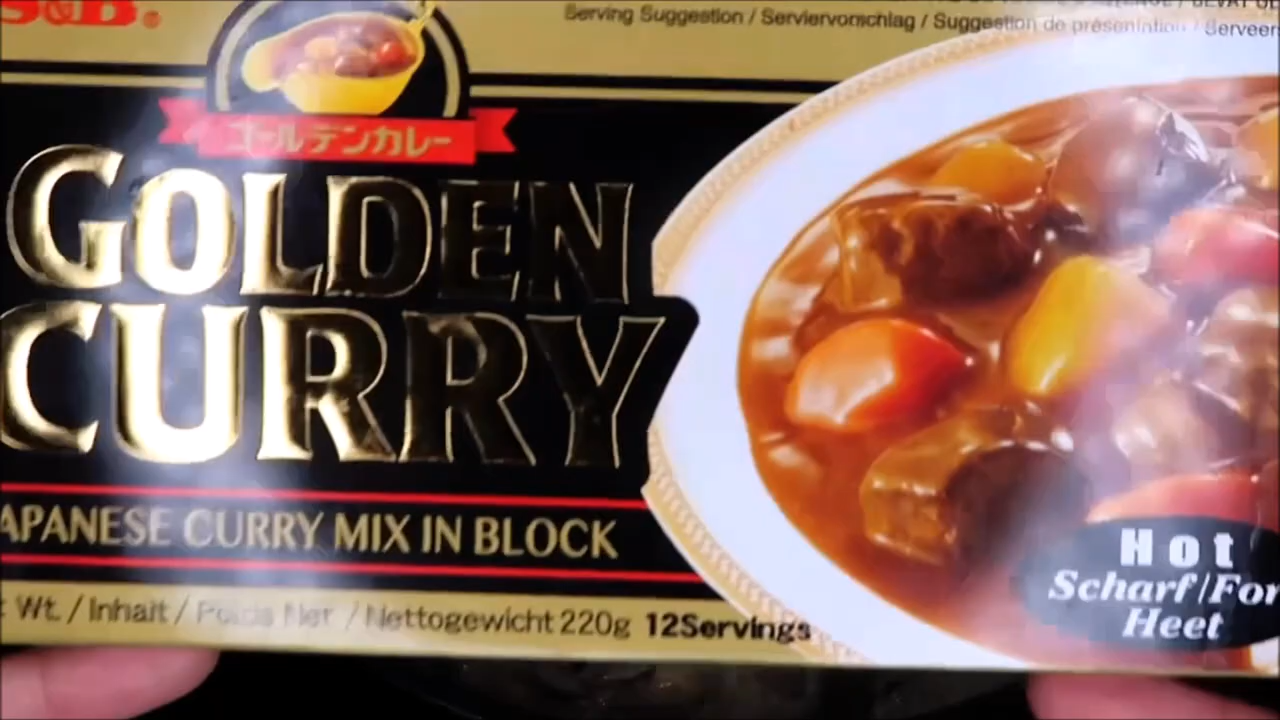 S&B®
Serving Suggestion / Serviervorschlag / Suggestion de présentation /
ゴールデンカレー
GOLDEN
CURRY
APANESE CURRY MIX IN BLOCK
Wt. / Inhalt / Poids Net / Nettogewicht 220g 12Servings
Hot
Scharf/For
Heet